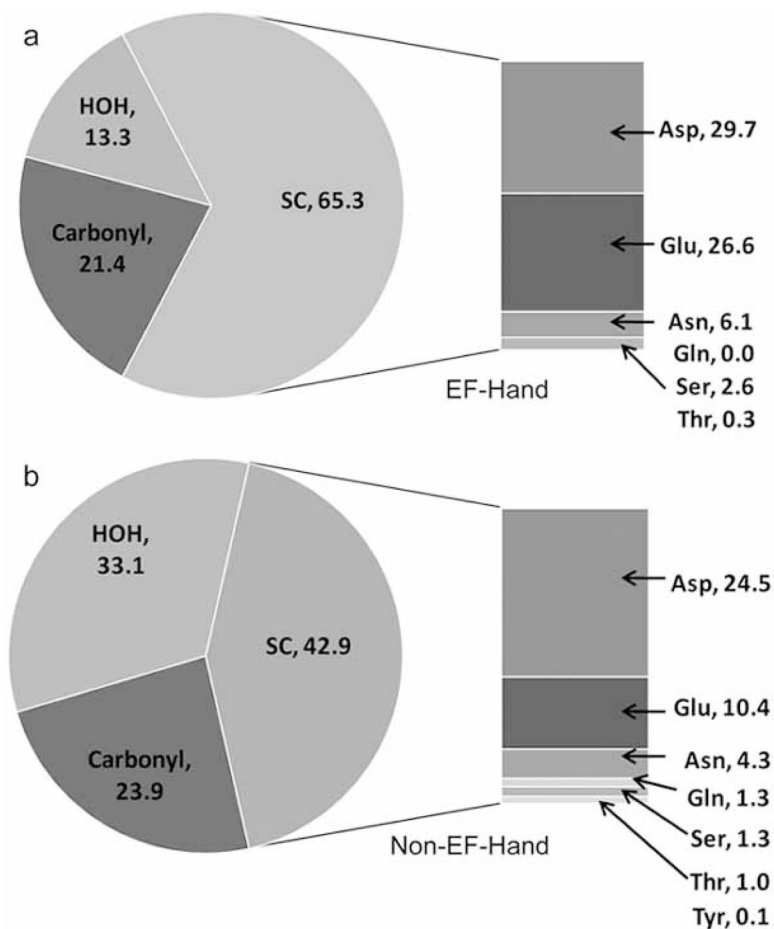 a
HOH,
13.3
SC, 65.3
Carbonyl,
21.4
Asp, 29.7
Glu, 26.6
Asn, 6.1
Gln, 0.0
Ser, 2.6
Thr, 0.3
EF-Hand
b
HOH,
33.1
SC, 42.9
Carbonyl,
23.9
Asp, 24.5
Glu, 10.4
Asn, 4.3
Gln, 1.3
Ser, 1.3
Thr, 1.0
Tyr, 0.1
Non-EF-Hand